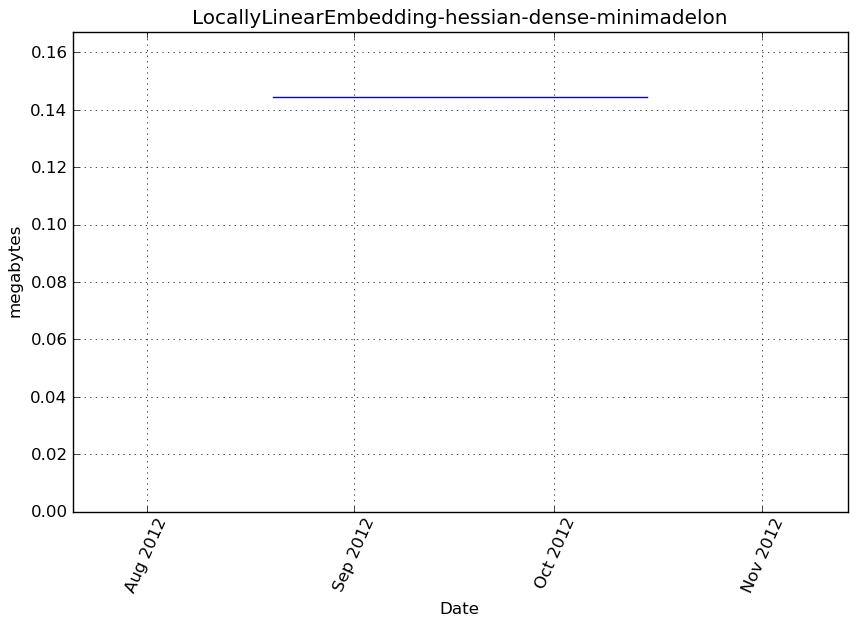 LocallyLinearEmbedding-hessian-dense-minimadelon
0.16
0.14
0.12
0.10
0.08
0.06
0.04
0.02
0.00
megabytes
Aug 2012
Sep 2012
Oct 2012
Nov 2012
Date